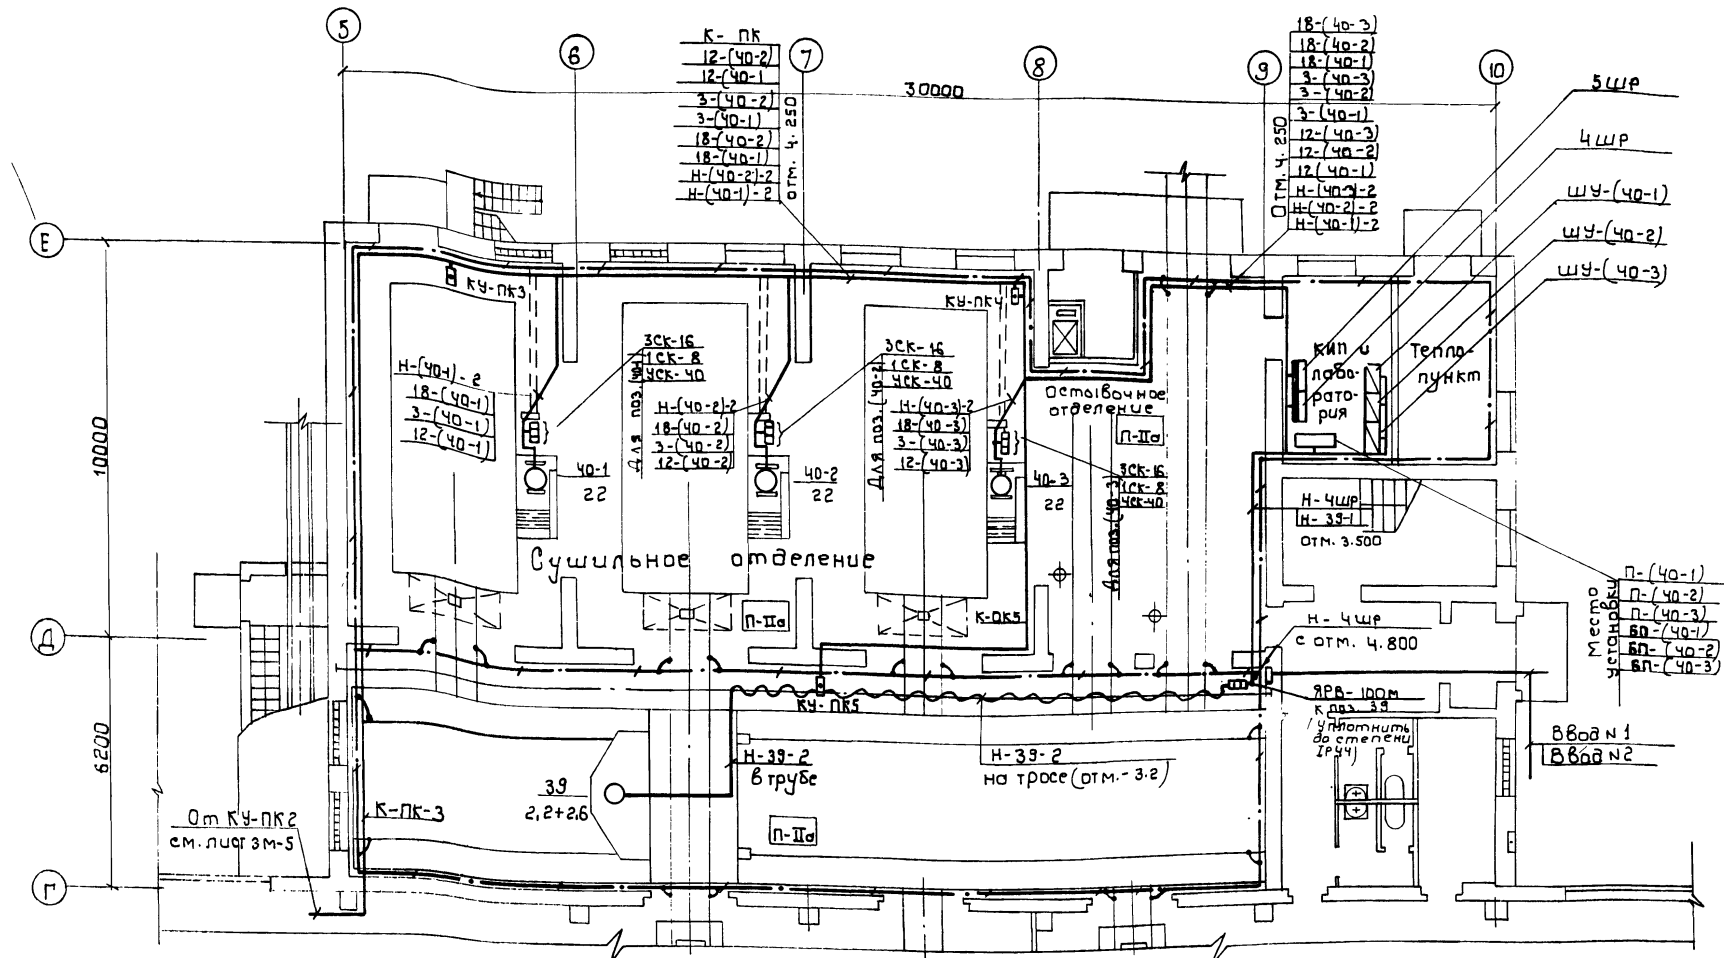 5
6
7
8
9
10
30000
К- ПК
12-(40-2)
12-(40-1
3-(40-2)
3-(40-1)
18-(40-2)
18-(40-1)
Н-(40-2)-2
Н-(40-1)-2
отм. 4. 250
18-(40-3)
18-(40-2)
18-(40-1)
3-(40-3)
3-(40-2)
3-(40-1)
12-(40-3)
12-(40-2)
12(40-1)
Н-(40-3)-2
Н-(40-2)-2
Н-(40-1)-2
Отм. 4. 250
5ШР
4ШР
ШУ-(40-1)
ШУ-(40-2)
ШУ-(40-3)
Е
Д
Г
10000
6200
КУ-ПК3
КУ-ПК4
Н-(40-1)-2
18-(40-1)
3-(40-1)
12-(40-1)
3СК-16
1СК-8
УСК-40
Для поз.(40-1)
Н-(40-2)-2
18-(40-2)
3-(40-2)
12-(40-2)
3СК-16
1СК-8
УСК-40
Для поз.(40-2)
Н-(40-3)-2
18-(40-3)
3-(40-3)
12-(40-3)
Остывочное
отделение
П-IIа
3СК-16
1СК-8
УСК-40
Для поз.(40-3)
КИП и
лабо-
рато-
рия
Тепло-
пункт
40-1
22
40-2
22
40-3
22
Н-4ШР
Н-39-1
отм. 3.500
Сушильное отделение
П-IIа
К-ПК5
Н-4ШР
с отм. 4.800
Место
установки
П-(40-1)
П-(40-2)
П-(40-3)
БП-(40-1)
БП-(40-2)
БП-(40-3)
КУ-ПК5
ЯРВ-100м
к поз. 39
(уплотнить
до степени
IP44)
Ввод N1
Ввод N2
Н-39-2
в трубе
Н-39-2
на тросе(отм.-3.2)
39
2,2+2,6
К-ПК-3
П-IIа
От КУ-ПК2
см. лист ЭМ-5